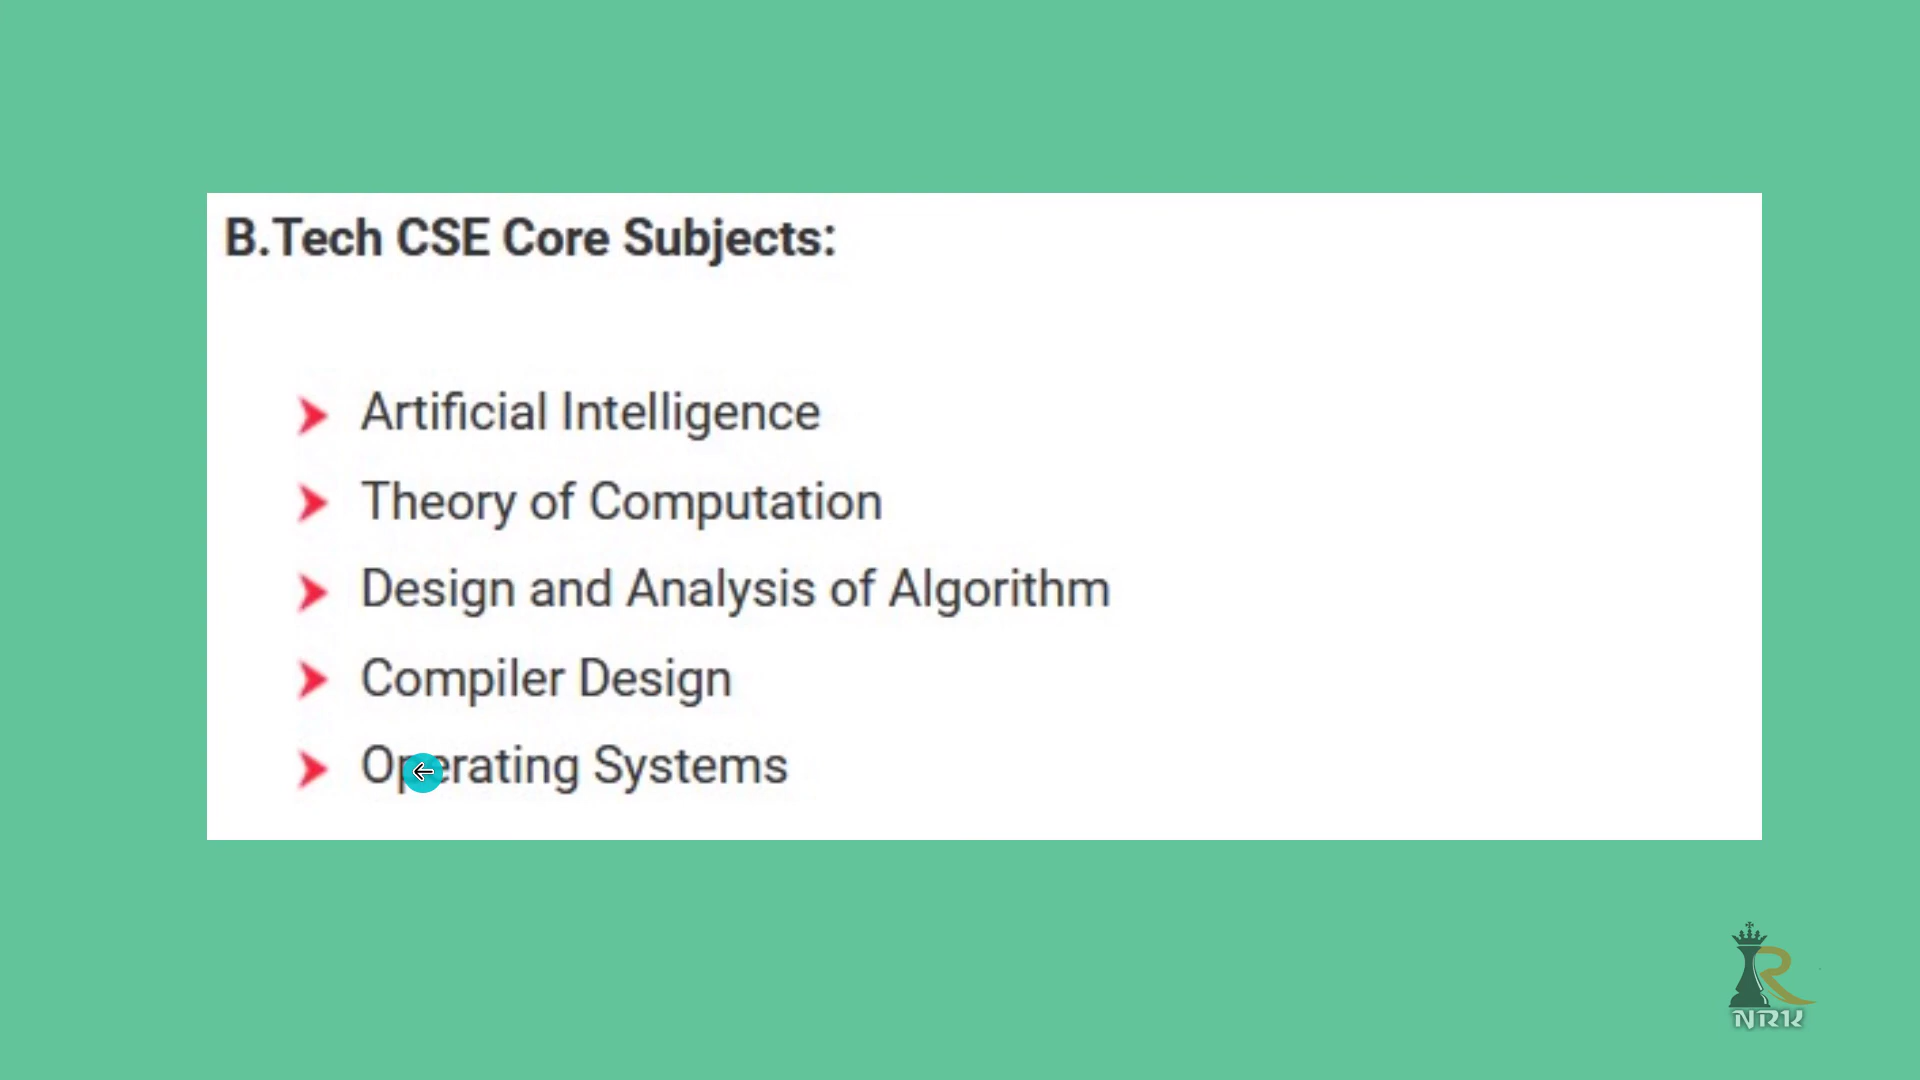 B.Tech CSE Core Subjects:
Artificial Intelligence
Theory of Computation
Design and Analysis of Algorithm
Compiler Design
Operating Systems
R
NRK